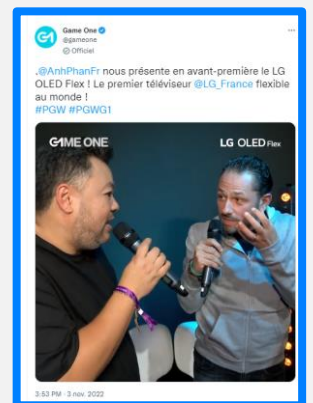 Game One
@gameone
Officiel
.@AnhPhanFr nous présente en avant-première le LG
OLED Flex ! Le premier téléviseur @LG_France flexible
au monde !
#PGW #PGWG1
GAME ONE
LG OLED Flex
3:53 PM · 3 nov. 2022